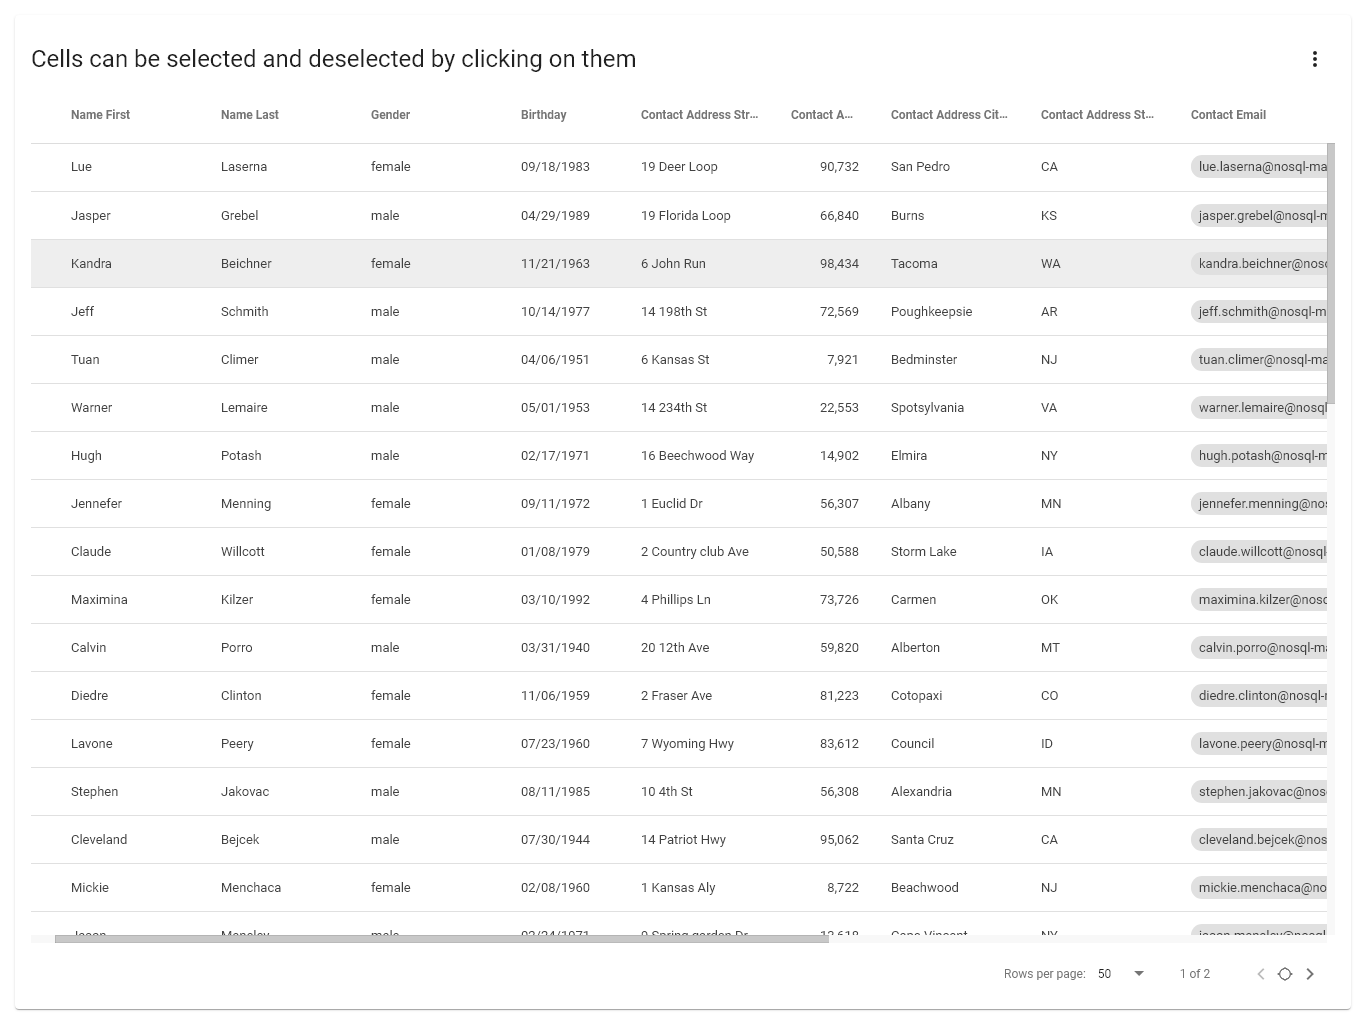 Cells can be selected and deselected by clicking on them
Name First Name Last Gender Birthday Contact Address Str... Contact A... Contact Address Cit... Contact Address St... Contact Email
Lue Laserna female 09/18/1983 19 Deer Loop 90,732 San Pedro CA lue.laserna@nosql-ma
Jasper Grebel male 04/29/1989 19 Florida Loop 66,840 Burns KS jasper.grebel@nosql-m
Kandra Beichner female 11/21/1963 6 John Run 98,434 Tacoma WA kandra.beichner@nosq
Jeff Schmith male 10/14/1977 14 198th St 72,569 Poughkeepsie AR jeff.schmith@nosql-m
Tuan Climer male 04/06/1951 6 Kansas St 7,921 Bedminster NJ tuan.climer@nosql-ma
Warner Lemaire male 05/01/1953 14 234th St 22,553 Spotsylvania VA warner.lemaire@nosql
Hugh Potash male 02/17/1971 16 Beechwood Way 14,902 Elmira NY hugh.potash@nosql-m
Jennefer Menning female 09/11/1972 1 Euclid Dr 56,307 Albany MN jennefer.menning@nos
Claude Willcott female 01/08/1979 2 Country club Ave 50,588 Storm Lake IA claude.willcott@nosql-
Maximina Kilzer female 03/10/1992 4 Phillips Ln 73,726 Carmen OK maximina.kilzer@nosq
Calvin Porro male 03/31/1940 20 12th Ave 59,820 Alberton MT calvin.porro@nosql-ma
Diedre Clinton female 11/06/1959 2 Fraser Ave 81,223 Cotopaxi CO diedre.clinton@nosql-
Lavone Peery female 07/23/1960 7 Wyoming Hwy 83,612 Council ID lavone.peery@nosql-m
Stephen Jakovac male 08/11/1985 10 4th St 56,308 Alexandria MN stephen.jakovac@nos
Cleveland Bejcek male 07/30/1944 14 Patriot Hwy 95,062 Santa Cruz CA cleveland.bejcek@nos
Mickie Menchaca female 02/08/1960 1 Kansas Aly 8,722 Beachwood NJ mickie.menchaca@no
Rows per page: 50 1 of 2